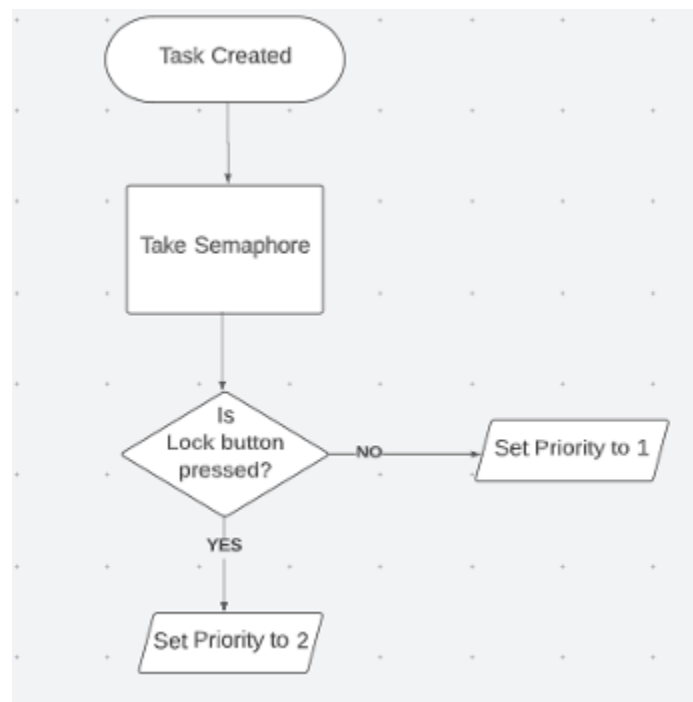 Task Created
Take Semaphore
Is
Lock button
pressed?
NO
Set Priority to 1
YES
Set Priority to 2